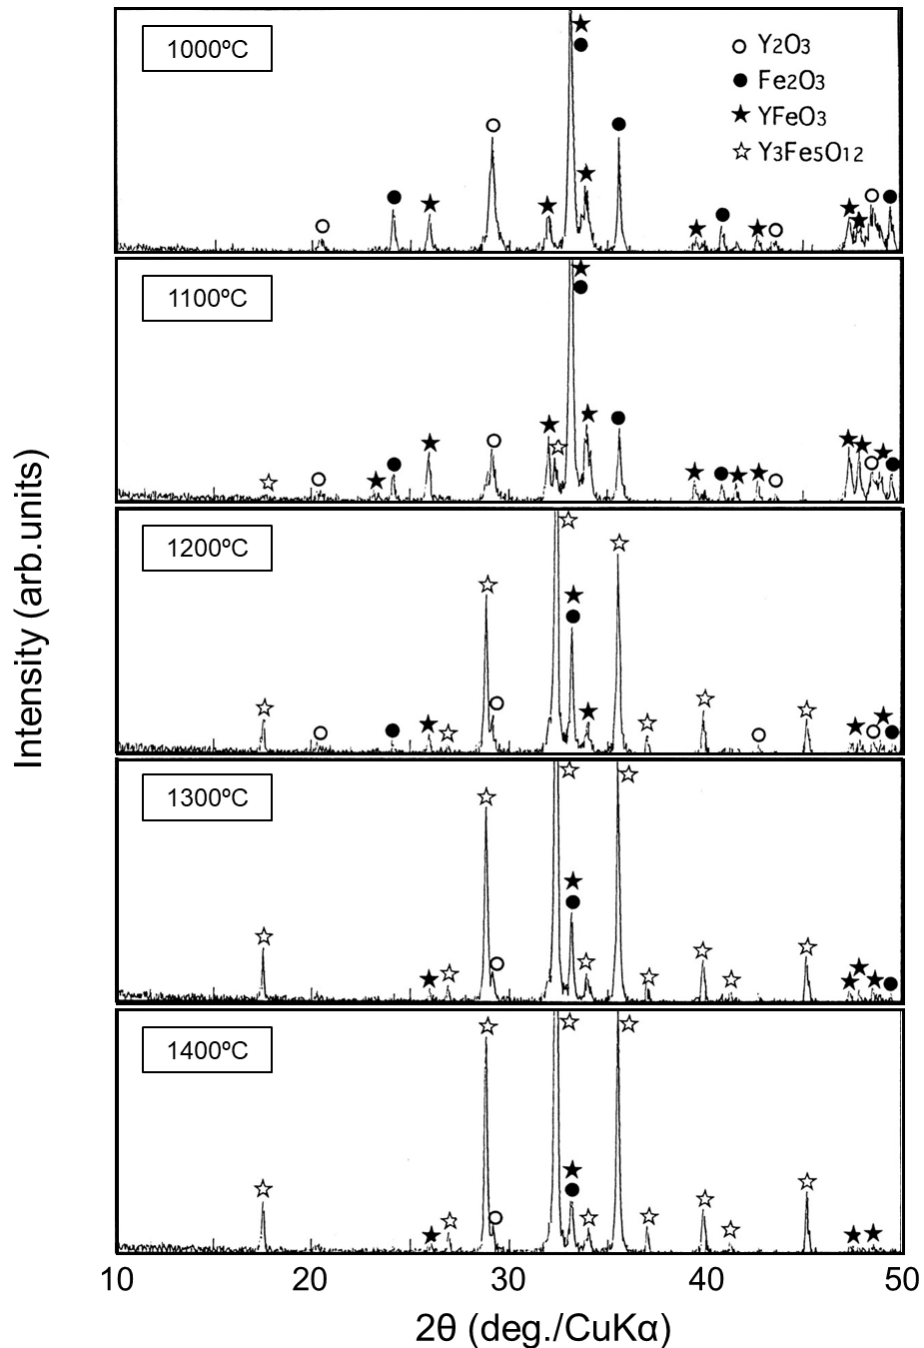 1000ºC
○ Y2O3
● Fe2O3
★ YFeO3
☆ Y3Fe5O12
1100ºC
1200ºC
1300ºC
1400ºC
Intensity (arb.units)
10 20 30 40 50
2θ (deg./CuKα)